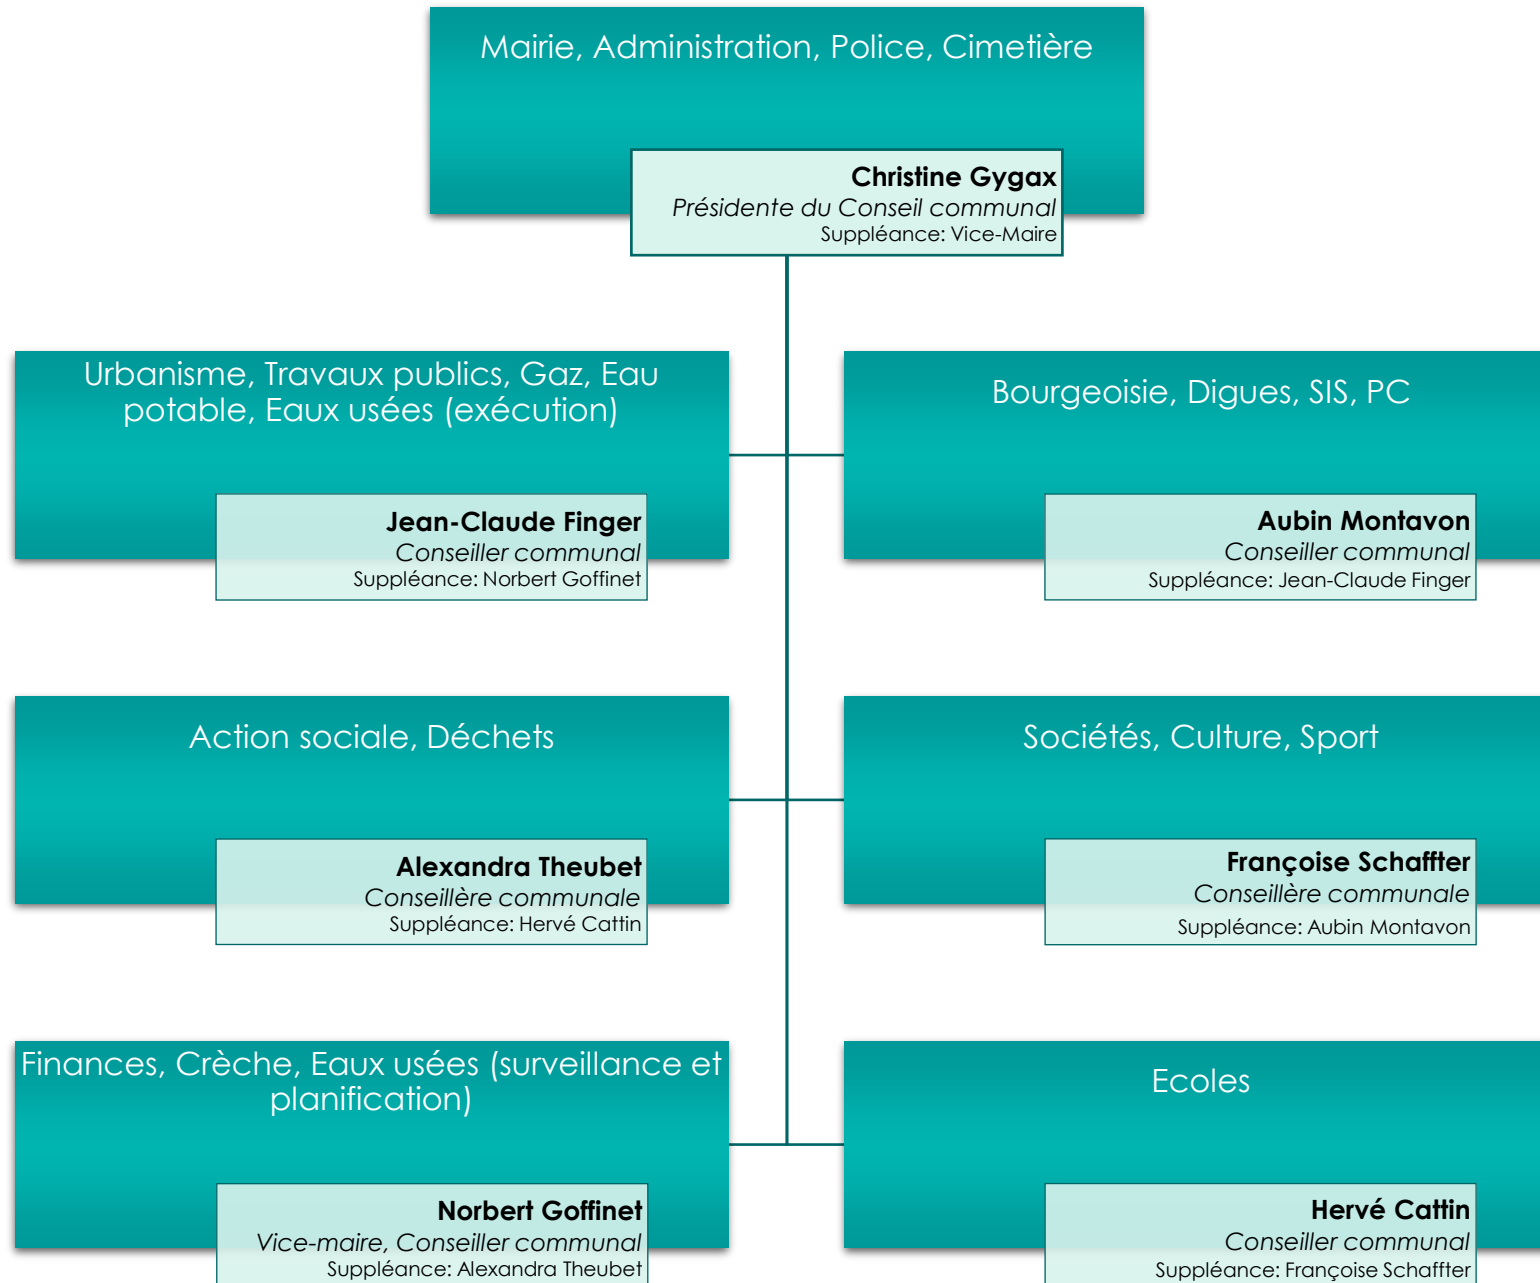 Mairie, Administration, Police, Cimetière
Christine Gygax
Présidente du Conseil communal
Suppléance: Vice-Maire
Urbanisme, Travaux publics, Gaz, Eau
potable, Eaux usées (exécution)
Jean-Claude Finger
Conseiller communal
Suppléance: Norbert Goffinet
Bourgeoisie, Digues, SIS, PC
Aubin Montavon
Conseiller communal
Suppléance: Jean-Claude Finger
Action sociale, Déchets
Alexandra Theubet
Conseillère communale
Suppléance: Hervé Cattin
Sociétés, Culture, Sport
Françoise Schaffter
Conseillère communale
Suppléance: Aubin Montavon
Finances, Crèche, Eaux usées (surveillance et
planification)
Norbert Goffinet
Vice-maire, Conseiller communal
Suppléance: Alexandra Theubet
Ecoles
Hervé Cattin
Conseiller communal
Suppléance: Françoise Schaffter